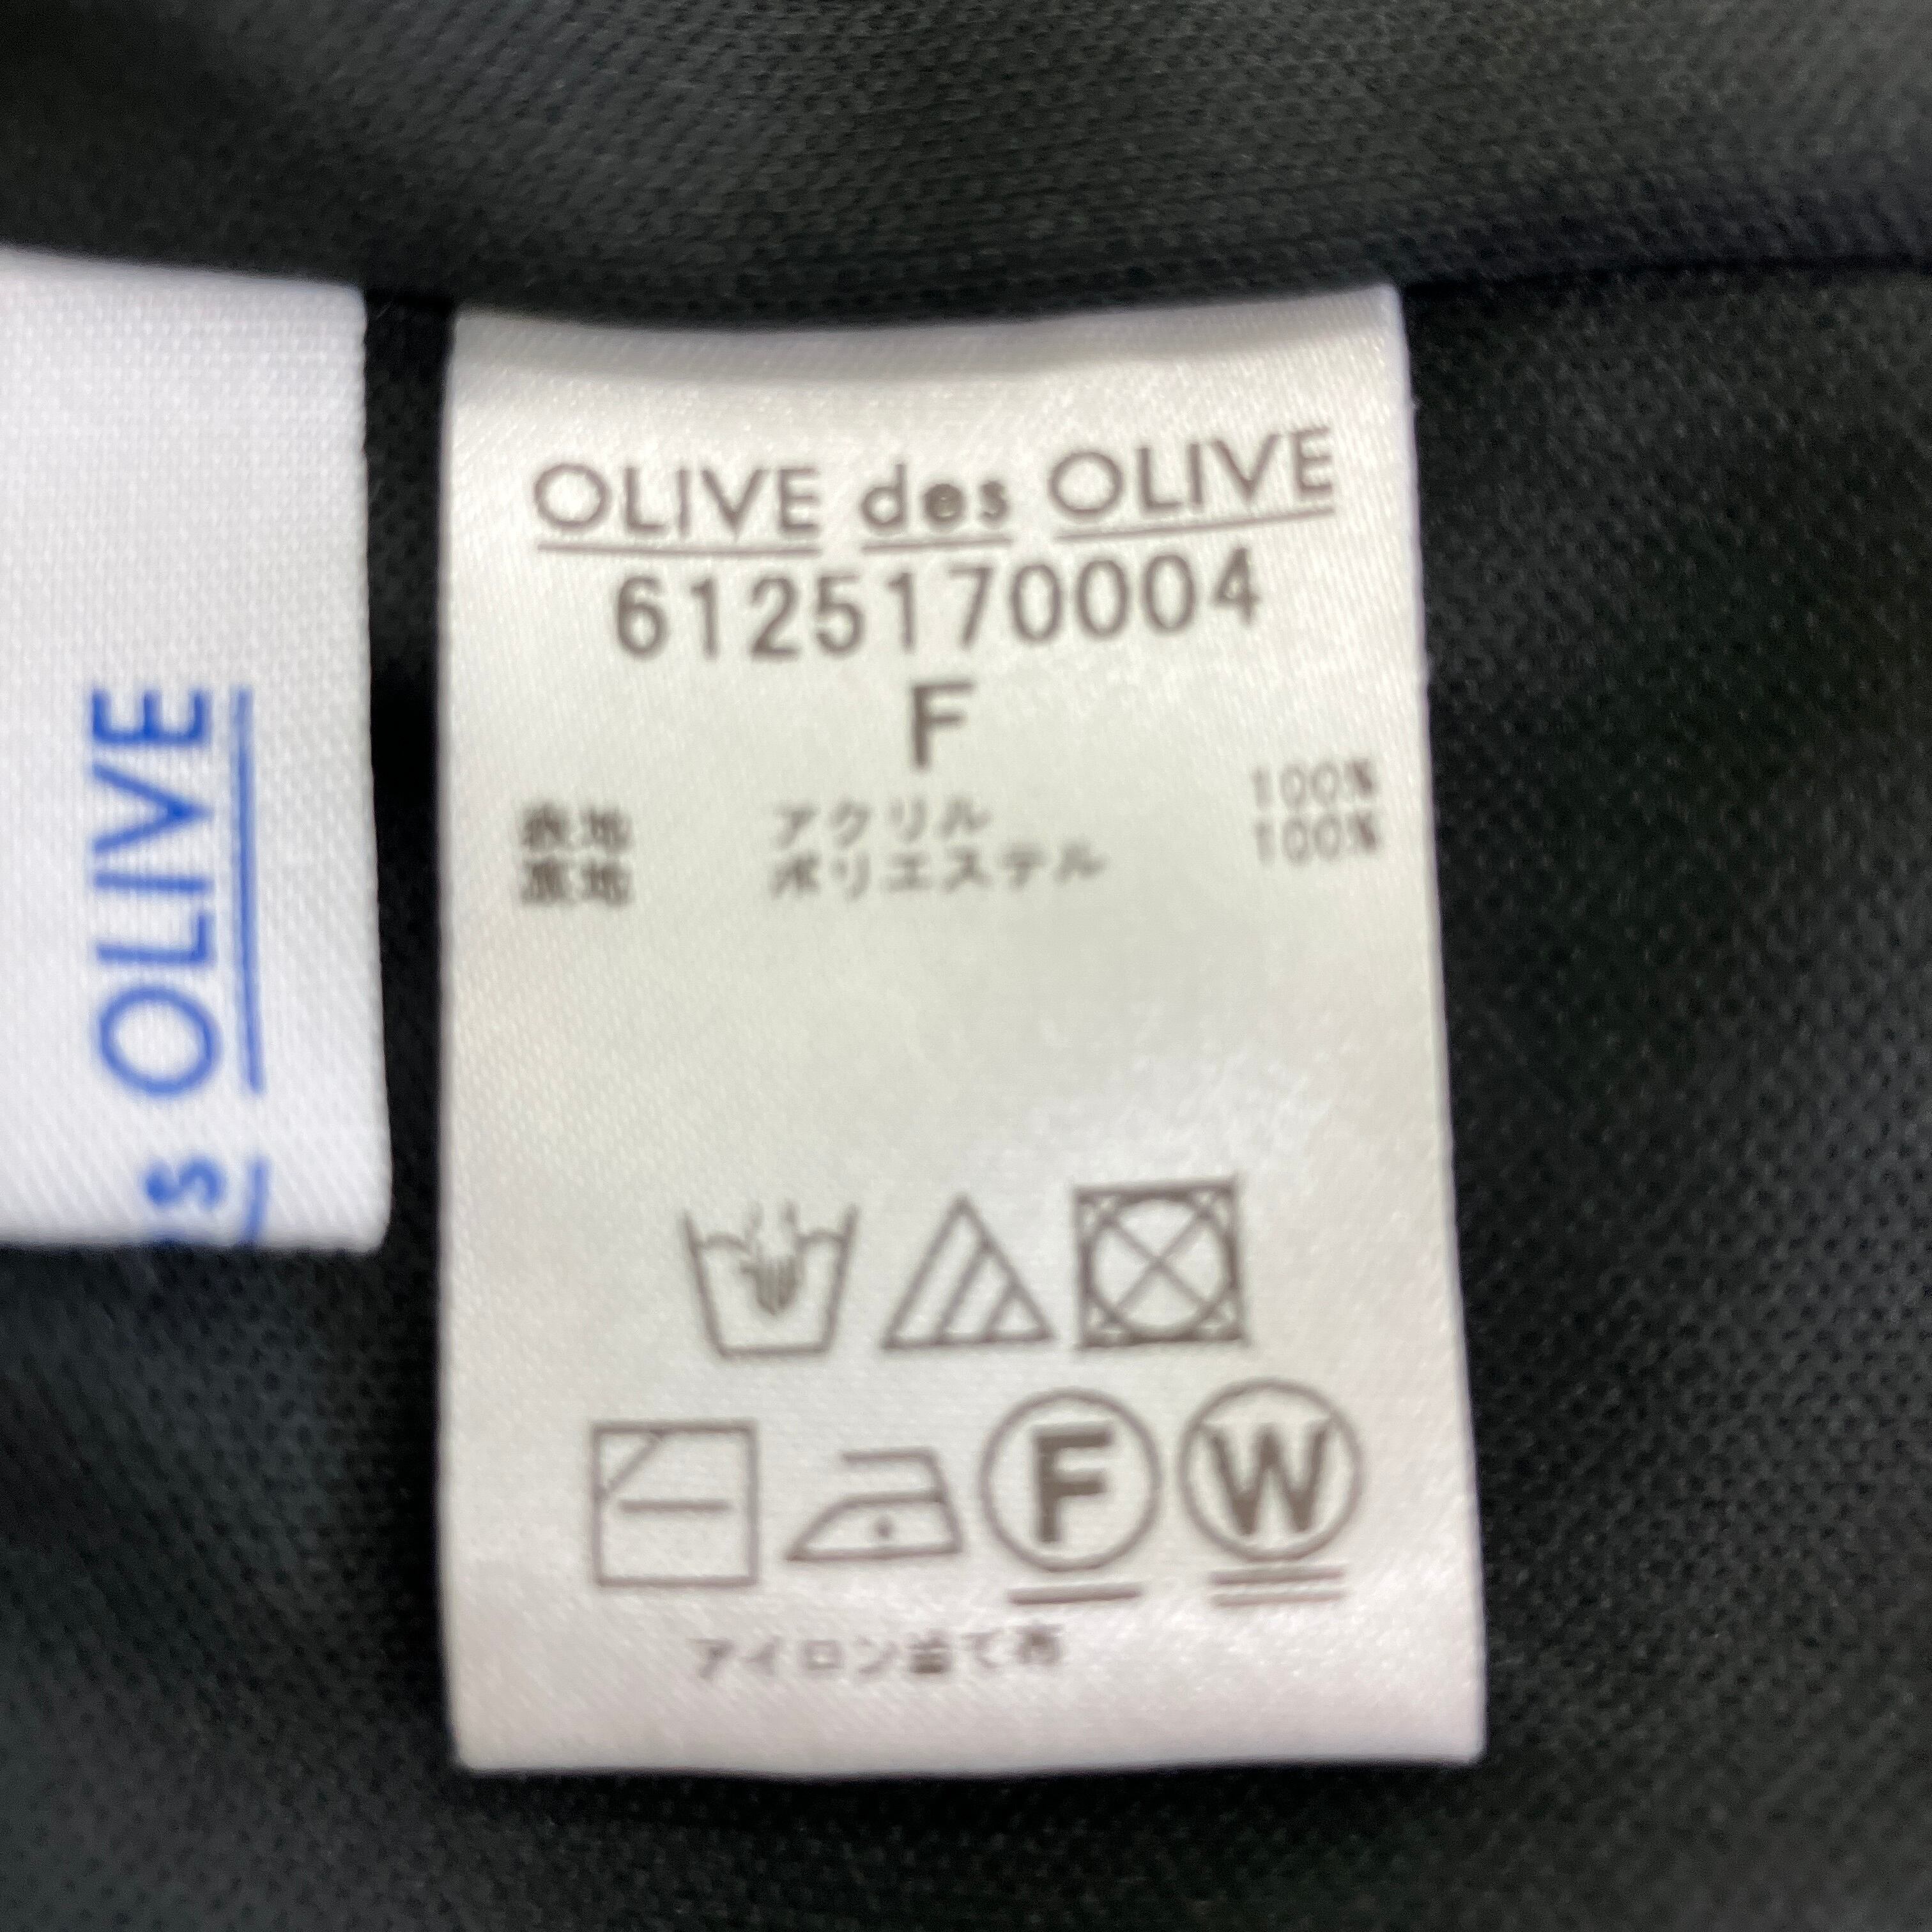 OLIVE des OLIVE
6125170004
F
表地 アクリル 100%
裏地 ポリエステル 100%
F W
アイロン当て布
s OLIVE